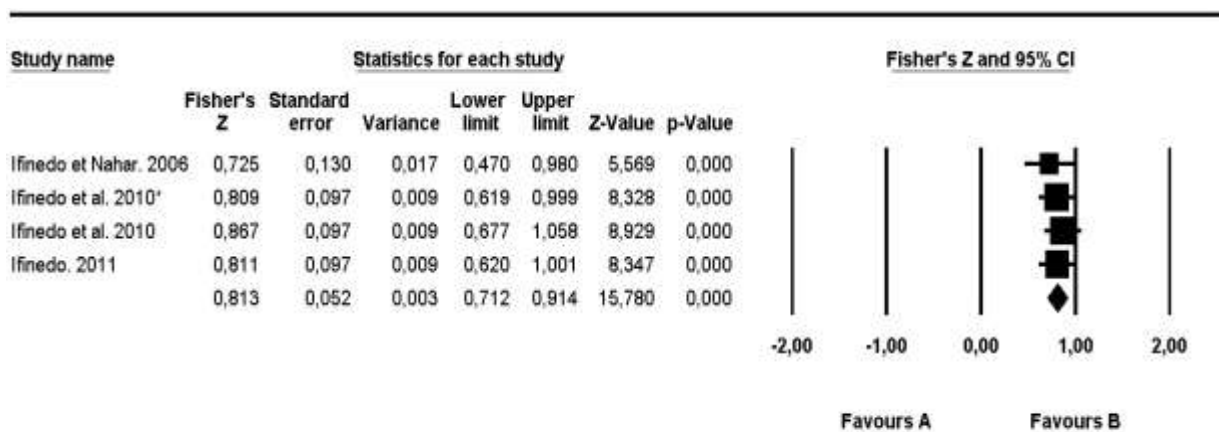 Study name Statistics for each study Fisher's Z and 95% CI
Fisher's Standard Lower Upper
Z error Variance limit limit Z-Value p-Value
Ifinedo et Nahar. 2006 0,725 0,130 0,017 0,470 0,980 5,569 0,000
Ifinedo et al. 2010* 0,809 0,097 0,009 0,619 0,999 8,328 0,000
Ifinedo et al. 2010 0,867 0,097 0,009 0,677 1,058 8,929 0,000
Ifinedo. 2011 0,811 0,097 0,009 0,620 1,001 8,347 0,000
0,813 0,052 0,003 0,712 0,914 15,780 0,000
-2,00 -1,00 0,00 1,00 2,00
Favours A Favours B